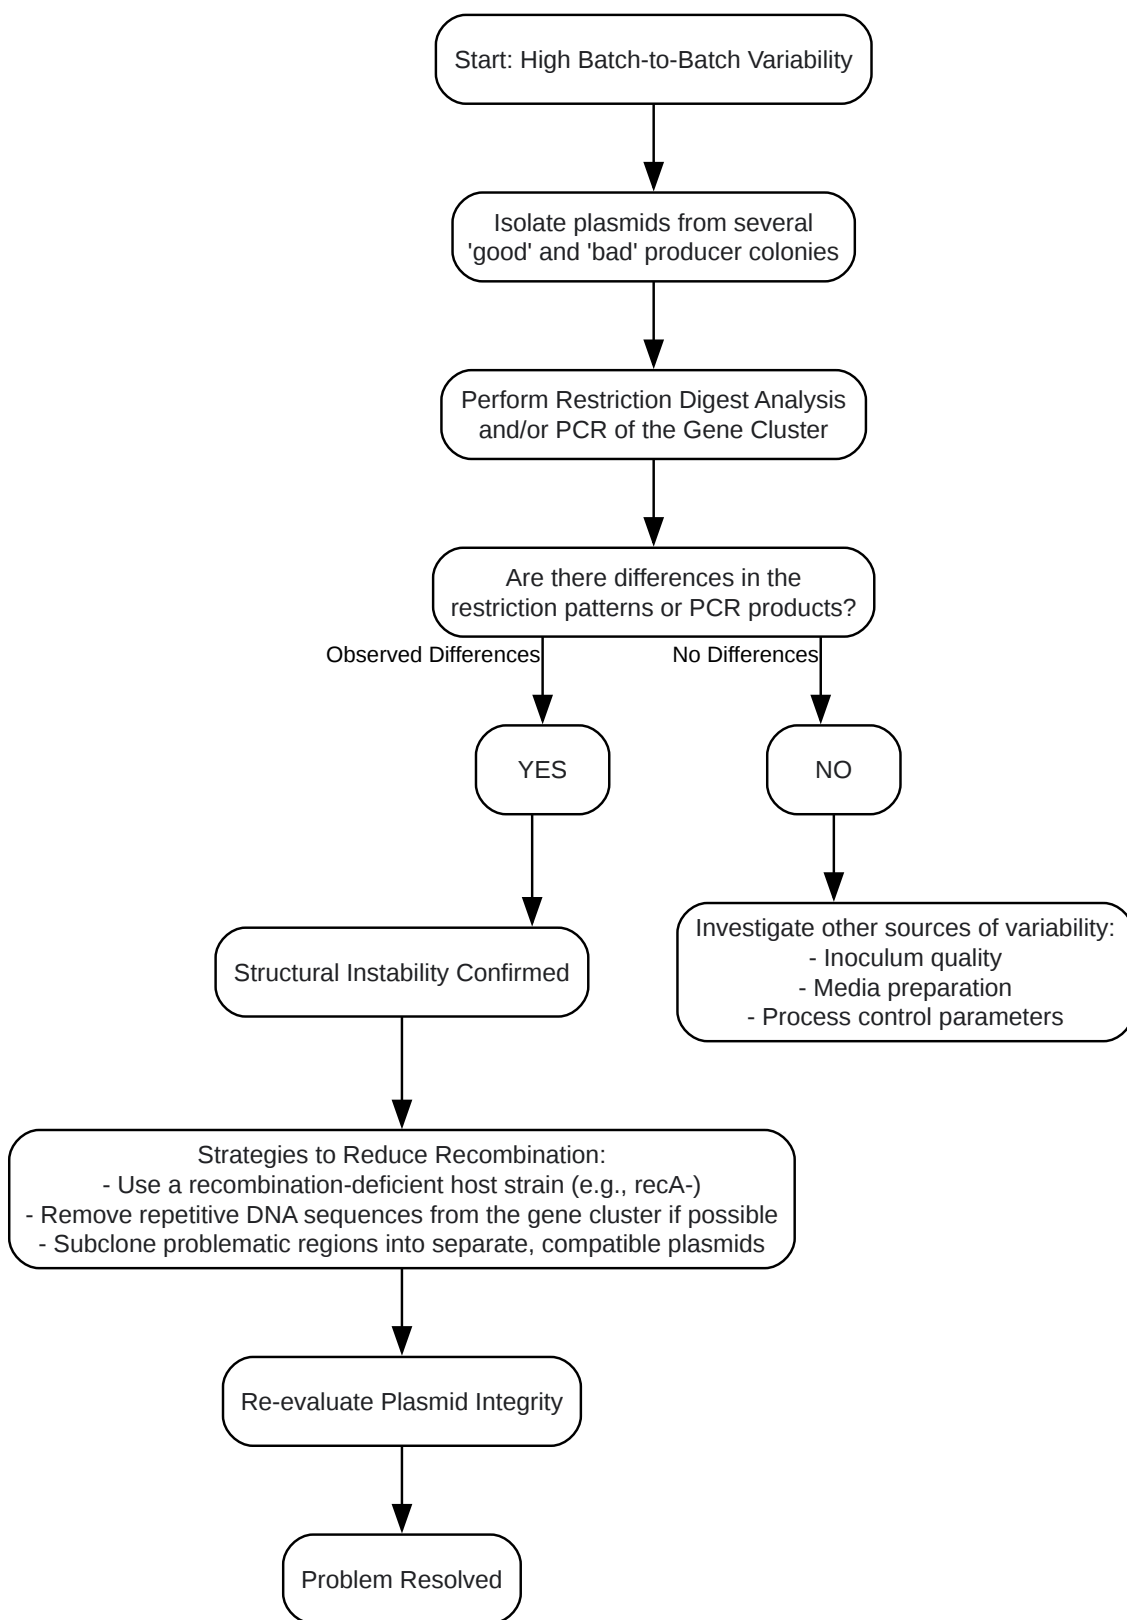 Start: High Batch-to-Batch Variability
Isolate plasmids from several
'good' and 'bad' producer colonies
Perform Restriction Digest Analysis
and/or PCR of the Gene Cluster
Are there differences in the
restriction patterns or PCR products?
Observed Differences
No Differences
YES
NO
Structural Instability Confirmed
Investigate other sources of variability:
- Inoculum quality
- Media preparation
- Process control parameters
Strategies to Reduce Recombination:
- Use a recombination-deficient host strain (e.g., recA-)
- Remove repetitive DNA sequences from the gene cluster if possible
- Subclone problematic regions into separate, compatible plasmids
Re-evaluate Plasmid Integrity
Problem Resolved